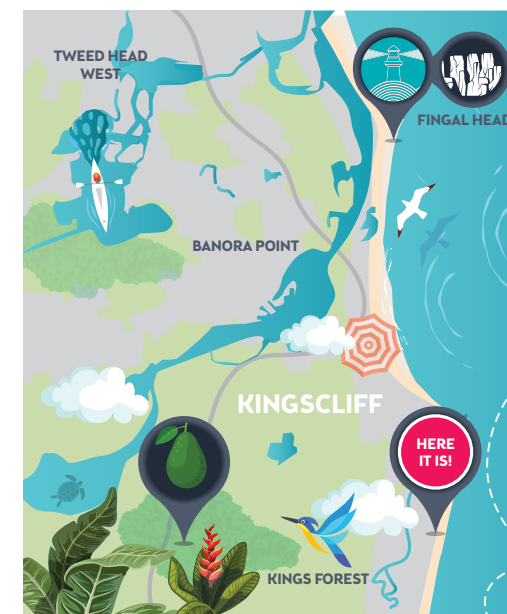 TWEED HEAD
WEST
FINGAL HEAD
BANORA POINT
KINGSCLIFF
HERE
IT IS!
KINGS FOREST